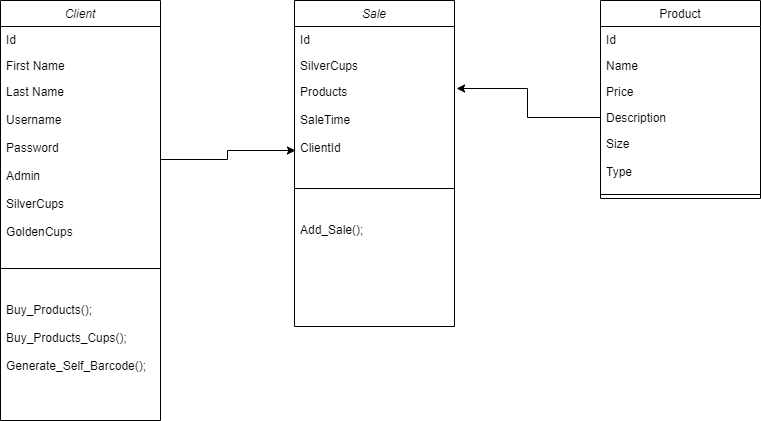 Client
Id
First Name
Last Name
Username
Password
Admin
SilverCups
GoldenCups
Buy_Products();
Buy_Products_Cups();
Generate_Self_Barcode();
Sale
Id
SilverCups
Products
SaleTime
ClientId
Add_Sale();
Product
Id
Name
Price
Description
Size
Type